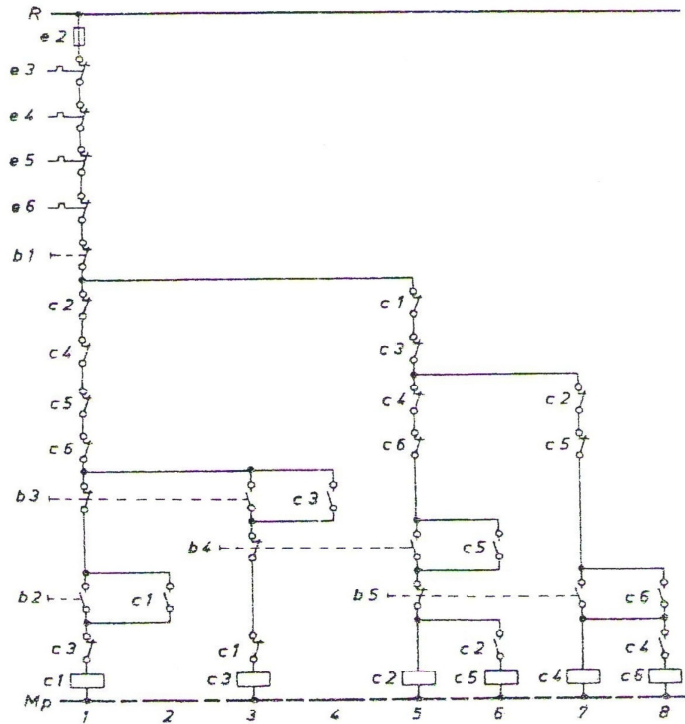 R
e2
e3
e4
e5
e6
b1
c2 c1
c4 c3
c5 c4 c2
c6 c6 c5
b3 c3
b4 c5
b2 c1 b5 c6
c3 c1 c2 c4
c1 c3 c2 c5 c4 c6
Mp
1 2 3 4 5 6 7 8